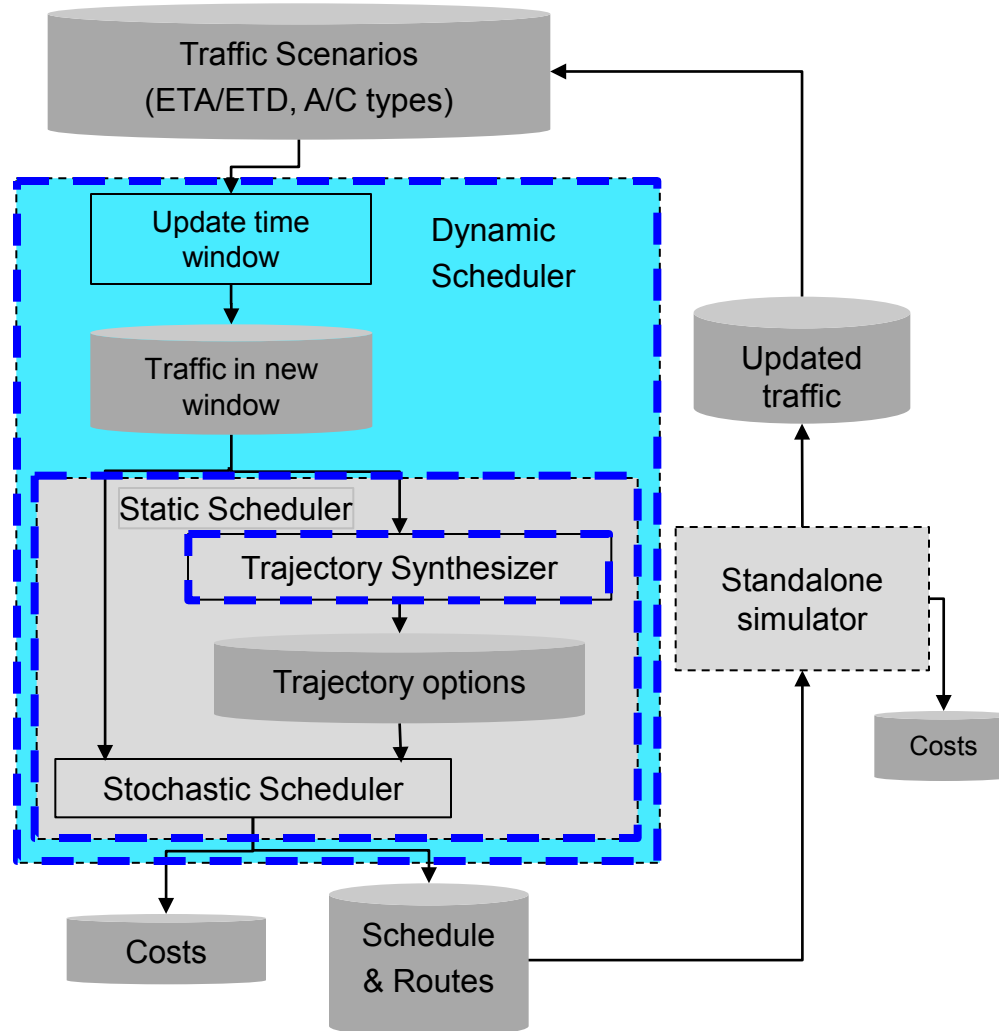 Traffic Scenarios
(ETA/ETD, A/C types)
Update time
window
Dynamic
Scheduler
Traffic in new
window
Updated
traffic
Static Scheduler
Trajectory Synthesizer
Standalone
simulator
Trajectory options
Costs
Stochastic Scheduler
Costs
Schedule
& Routes